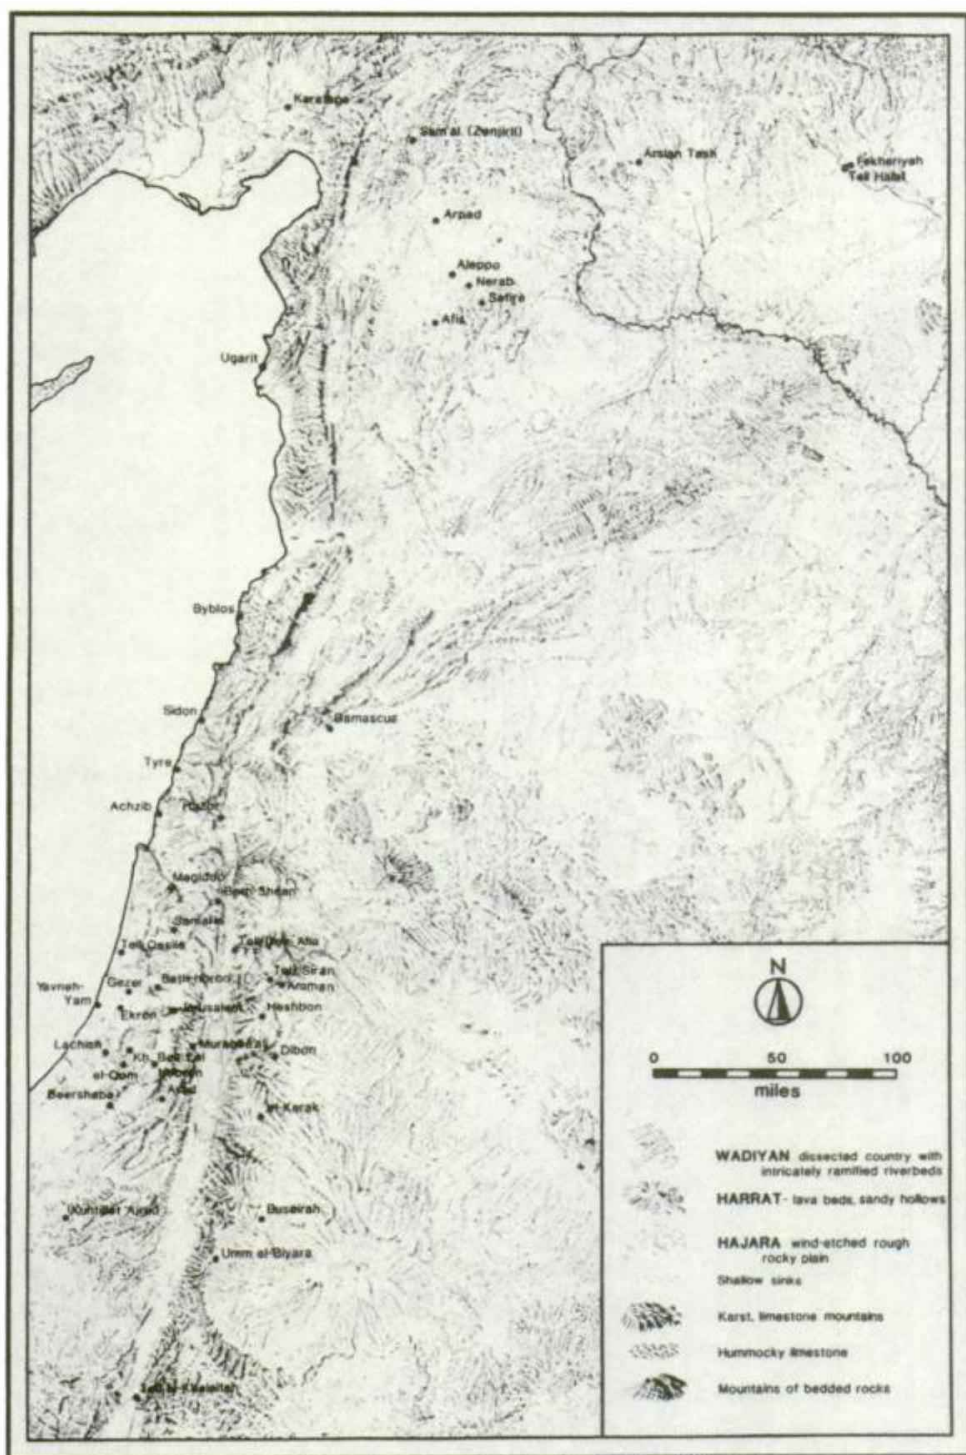 Karatepe
Sam'al (Zenjirli)
Arslan Tash
Fekheriyah
Tell Halaf
Arpad
Aleppo
Nerab
Sefire
Afis
Ugarit
Byblos
Sidon
Damascus
Tyre
Achzib
Hazor
Megiddo
Beth Shean
Samaria
Tell Qasile
Tell Siran
Amman
Gezer
Yavneh-
Yam
Ekron
Jerusalem
Heshbon
Lachish
Dibon
el-Qom
Hebron
Arad
Beersheba
el-Kerak
Buseirah
Umm el-Biyara
N
0 50 100
miles
WADIYAN dissected country with
intricately ramified riverbeds
HARRAT - lava beds, sandy hollows
HAJARA wind-etched rough
rocky plain
Shallow sinks
Karst, limestone mountains
Hummocky limestone
Mountains of bedded rocks